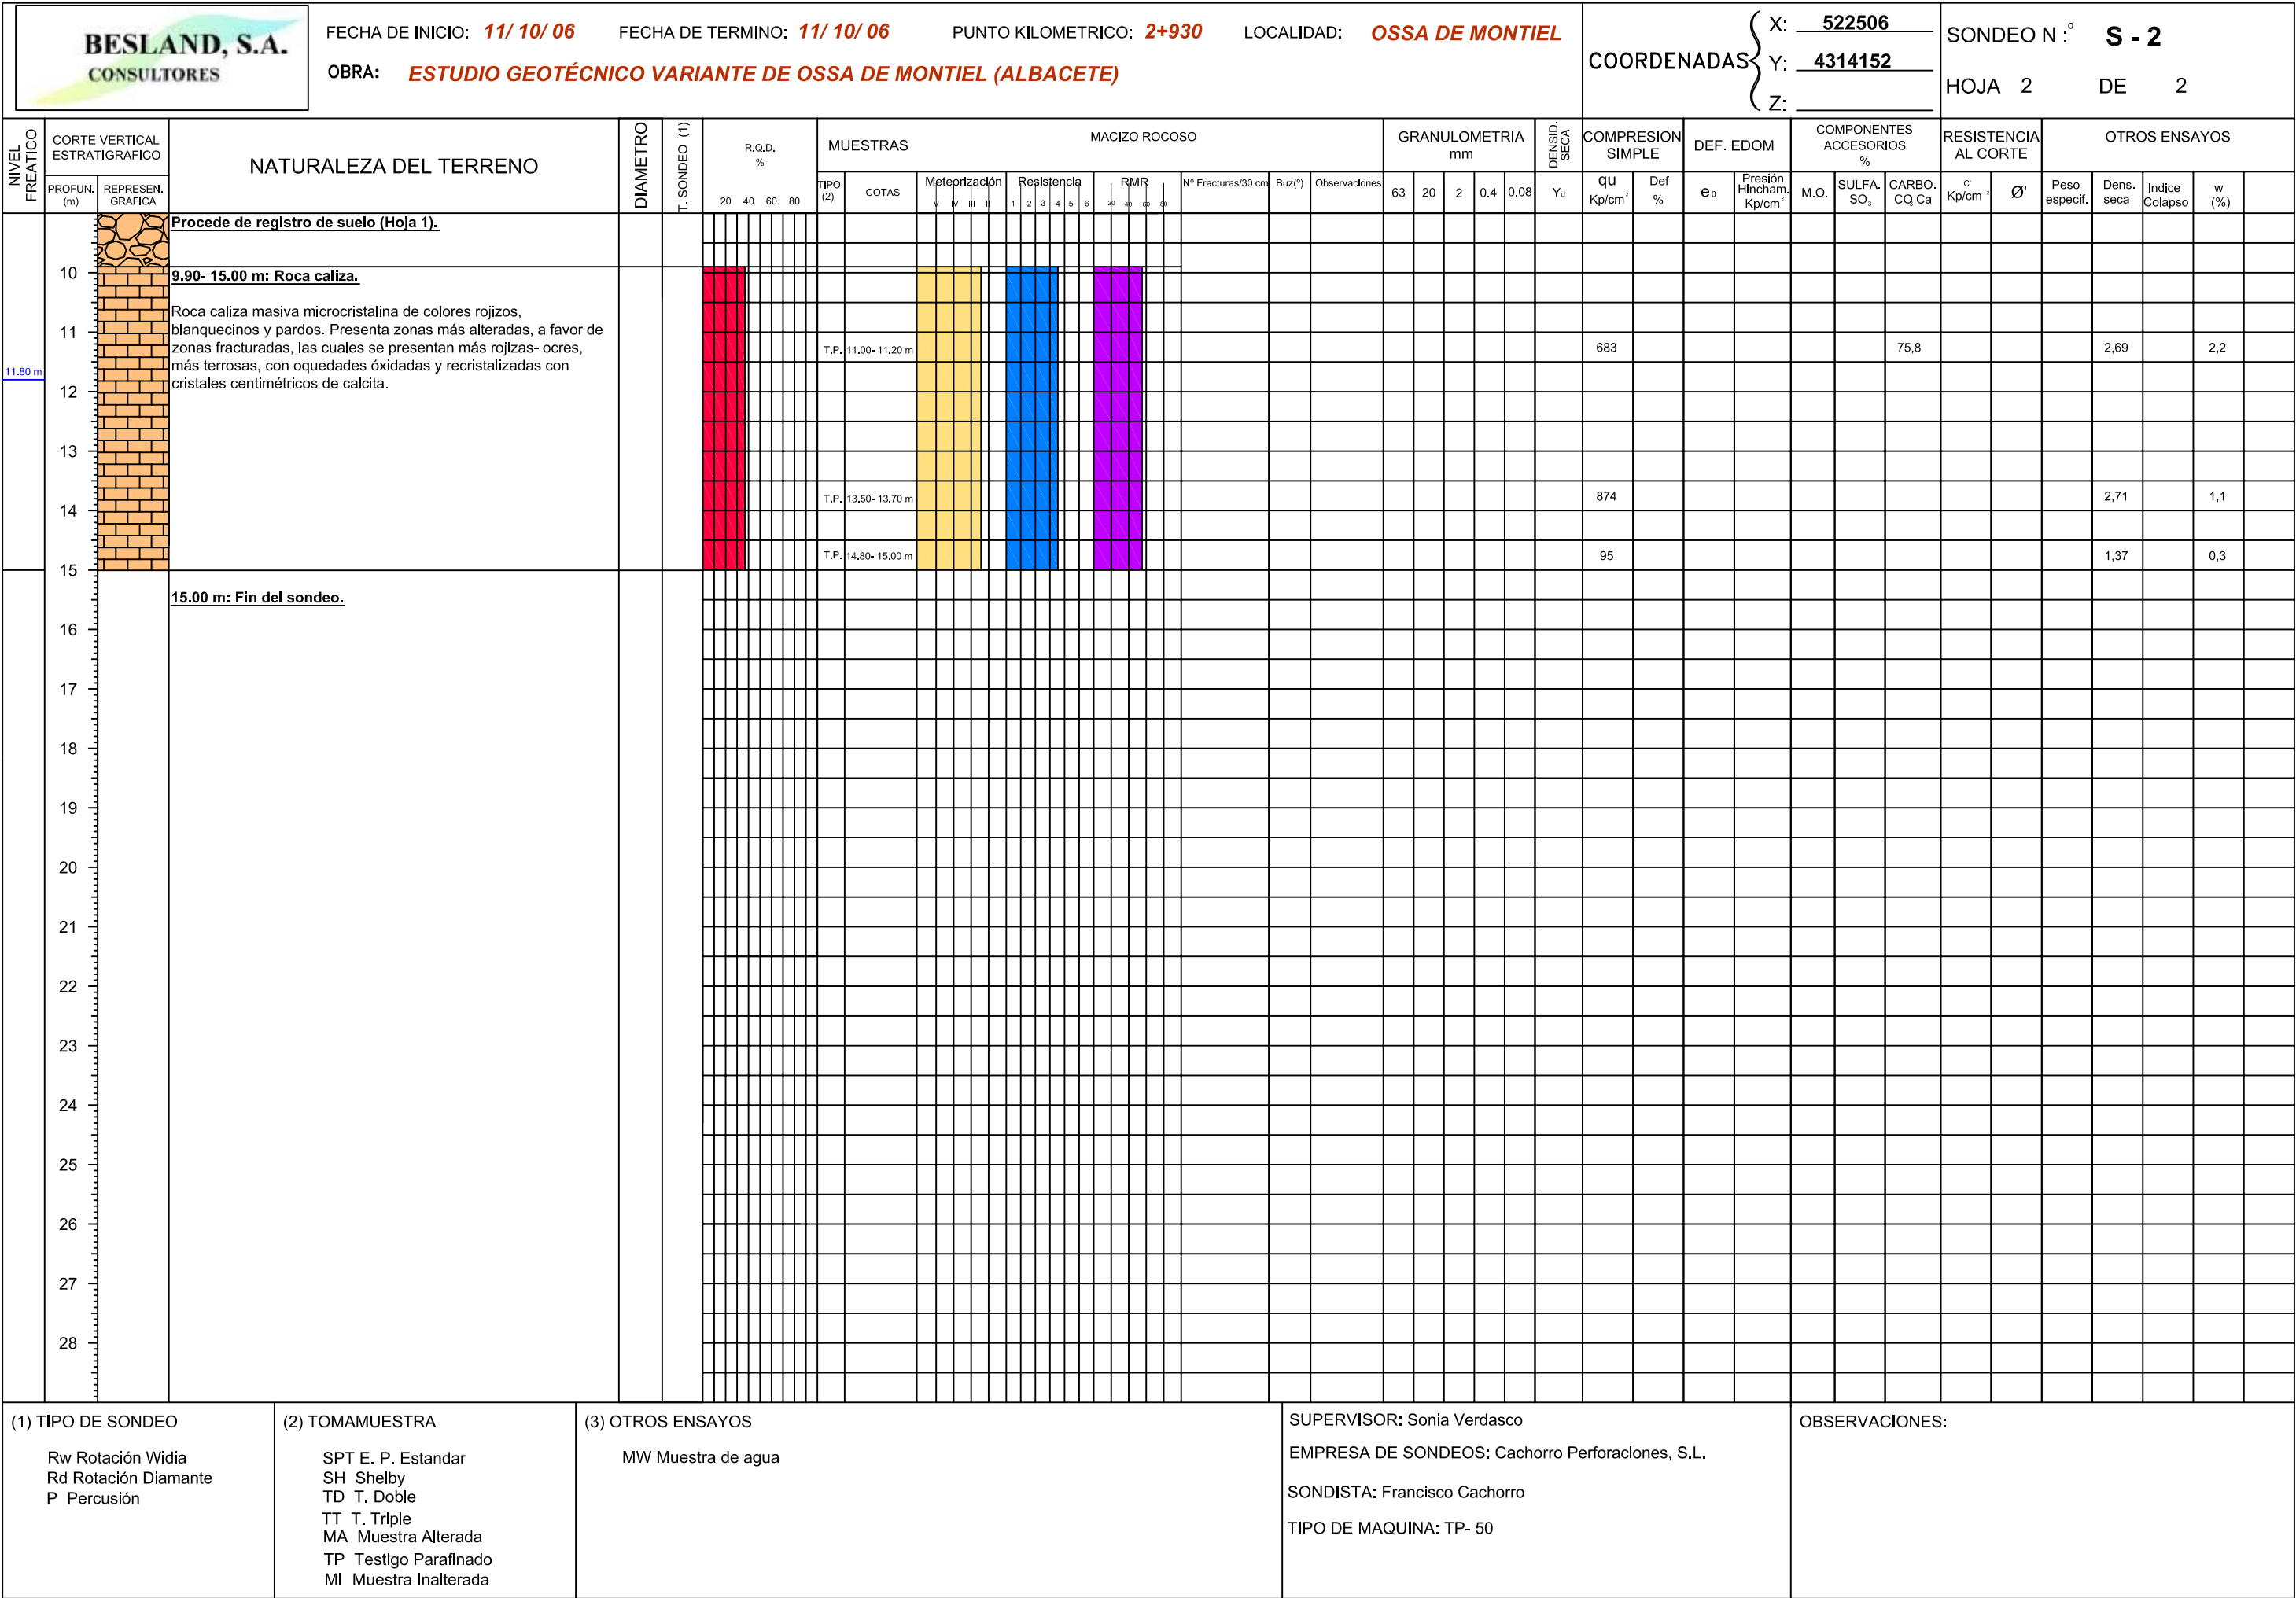 BESLAND, S.A.
CONSULTORES
FECHA DE INICIO: 11/ 10/ 06 FECHA DE TERMINO: 11/ 10/ 06 PUNTO KILOMETRICO: 2+930 LOCALIDAD: OSSA DE MONTIEL
OBRA: ESTUDIO GEOTÉCNICO VARIANTE DE OSSA DE MONTIEL (ALBACETE)
COORDENADAS
X: 522506
Y: 4314152
Z:
SONDEO N :º S - 2
HOJA 2 DE 2
NIVEL FREATICO
CORTE VERTICAL ESTRATIGRAFICO
PROFUN. (m)
REPRESEN. GRAFICA
NATURALEZA DEL TERRENO
DIAMETRO
T. SONDEO (1)
R.Q.D. %
20 40 60 80
MUESTRAS
TIPO (2)
COTAS
MACIZO ROCOSO
Meteorización
V IV III II
Resistencia
1 2 3 4 5 6
RMR
20 40 60 80
Nº Fracturas/30 cm
Buz(º)
Observaciones
GRANULOMETRIA mm
63 20 2 0.4 0.08
DENSID. SECA
Yd
COMPRESION SIMPLE
qu Kp/cm²
Def %
DEF. EDOM
e0
Presión Hincham. Kp/cm²
COMPONENTES ACCESORIOS %
M.O.
SULFA. SO3
CARBO. CO3 Ca
RESISTENCIA AL CORTE
C' Kp/cm²
Ø'
OTROS ENSAYOS
Peso especif.
Dens. seca
Indice Colapso
w (%)
Procede de registro de suelo (Hoja 1).
10
9.90- 15.00 m: Roca caliza.
Roca caliza masiva microcristalina de colores rojizos,
blanquecinos y pardos. Presenta zonas más alteradas, a favor de
zonas fracturadas, las cuales se presentan más rojizas- ocres,
más terrosas, con oquedades óxidadas y recristalizadas con
cristales centimétricos de calcita.
11
T.P. 11.00- 11.20 m 683 75,8 2,69 2,2
11.80 m
12
13
T.P. 13.50- 13.70 m 874 2,71 1,1
14
T.P. 14.80- 15.00 m 95 1,37 0,3
15
15.00 m: Fin del sondeo.
16
17
18
19
20
21
22
23
24
25
26
27
28
(1) TIPO DE SONDEO
Rw Rotación Widia
Rd Rotación Diamante
P Percusión
(2) TOMAMUESTRA
SPT E. P. Estandar
SH Shelby
TD T. Doble
TT T. Triple
MA Muestra Alterada
TP Testigo Parafinado
MI Muestra Inalterada
(3) OTROS ENSAYOS
MW Muestra de agua
SUPERVISOR: Sonia Verdasco
EMPRESA DE SONDEOS: Cachorro Perforaciones, S.L.
SONDISTA: Francisco Cachorro
TIPO DE MAQUINA: TP- 50
OBSERVACIONES: